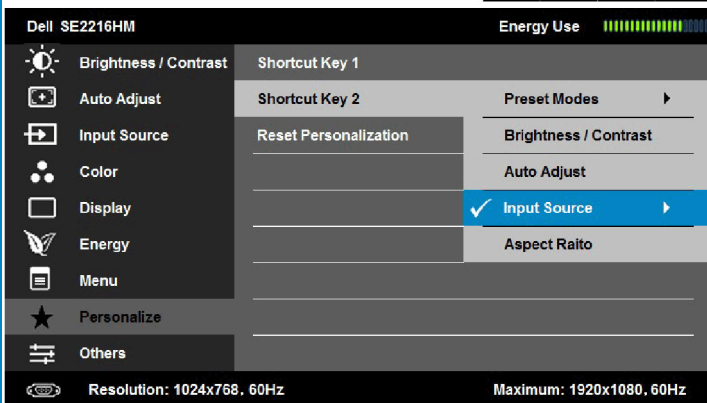 Dell SE2216HM Energy Use
Brightness / Contrast Shortcut Key 1
Auto Adjust Shortcut Key 2 Preset Modes
Input Source Reset Personalization Brightness / Contrast
Color Auto Adjust
Display Input Source
Energy Aspect Raito
Menu
Personalize
Others
Resolution: 1024x768, 60Hz Maximum: 1920x1080, 60Hz